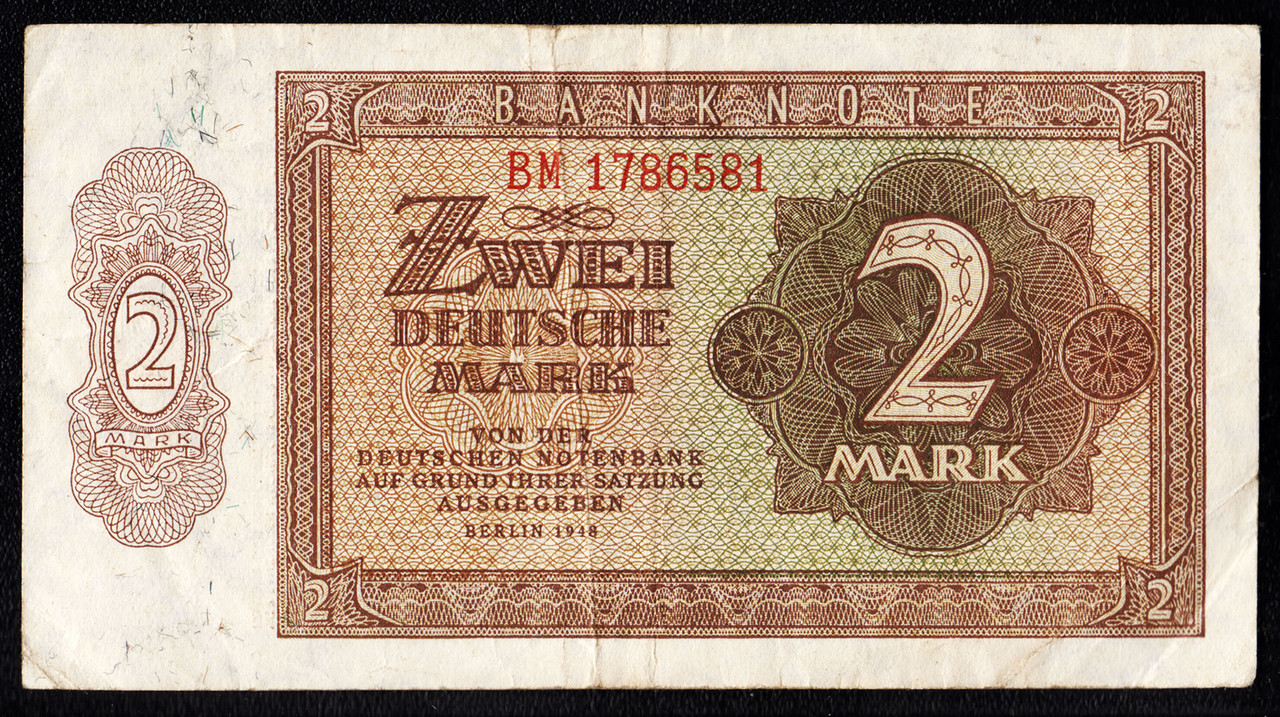 2 BANKNOTE 2
BM 1786581
ZWEI
DEUTSCHE
MARK
VON DER
DEUTSCHEN NOTENBANK
AUF GRUND IHRER SATZUNG
AUSGEGEBEN
BERLIN 1948
2
MARK
2
MARK
2 2